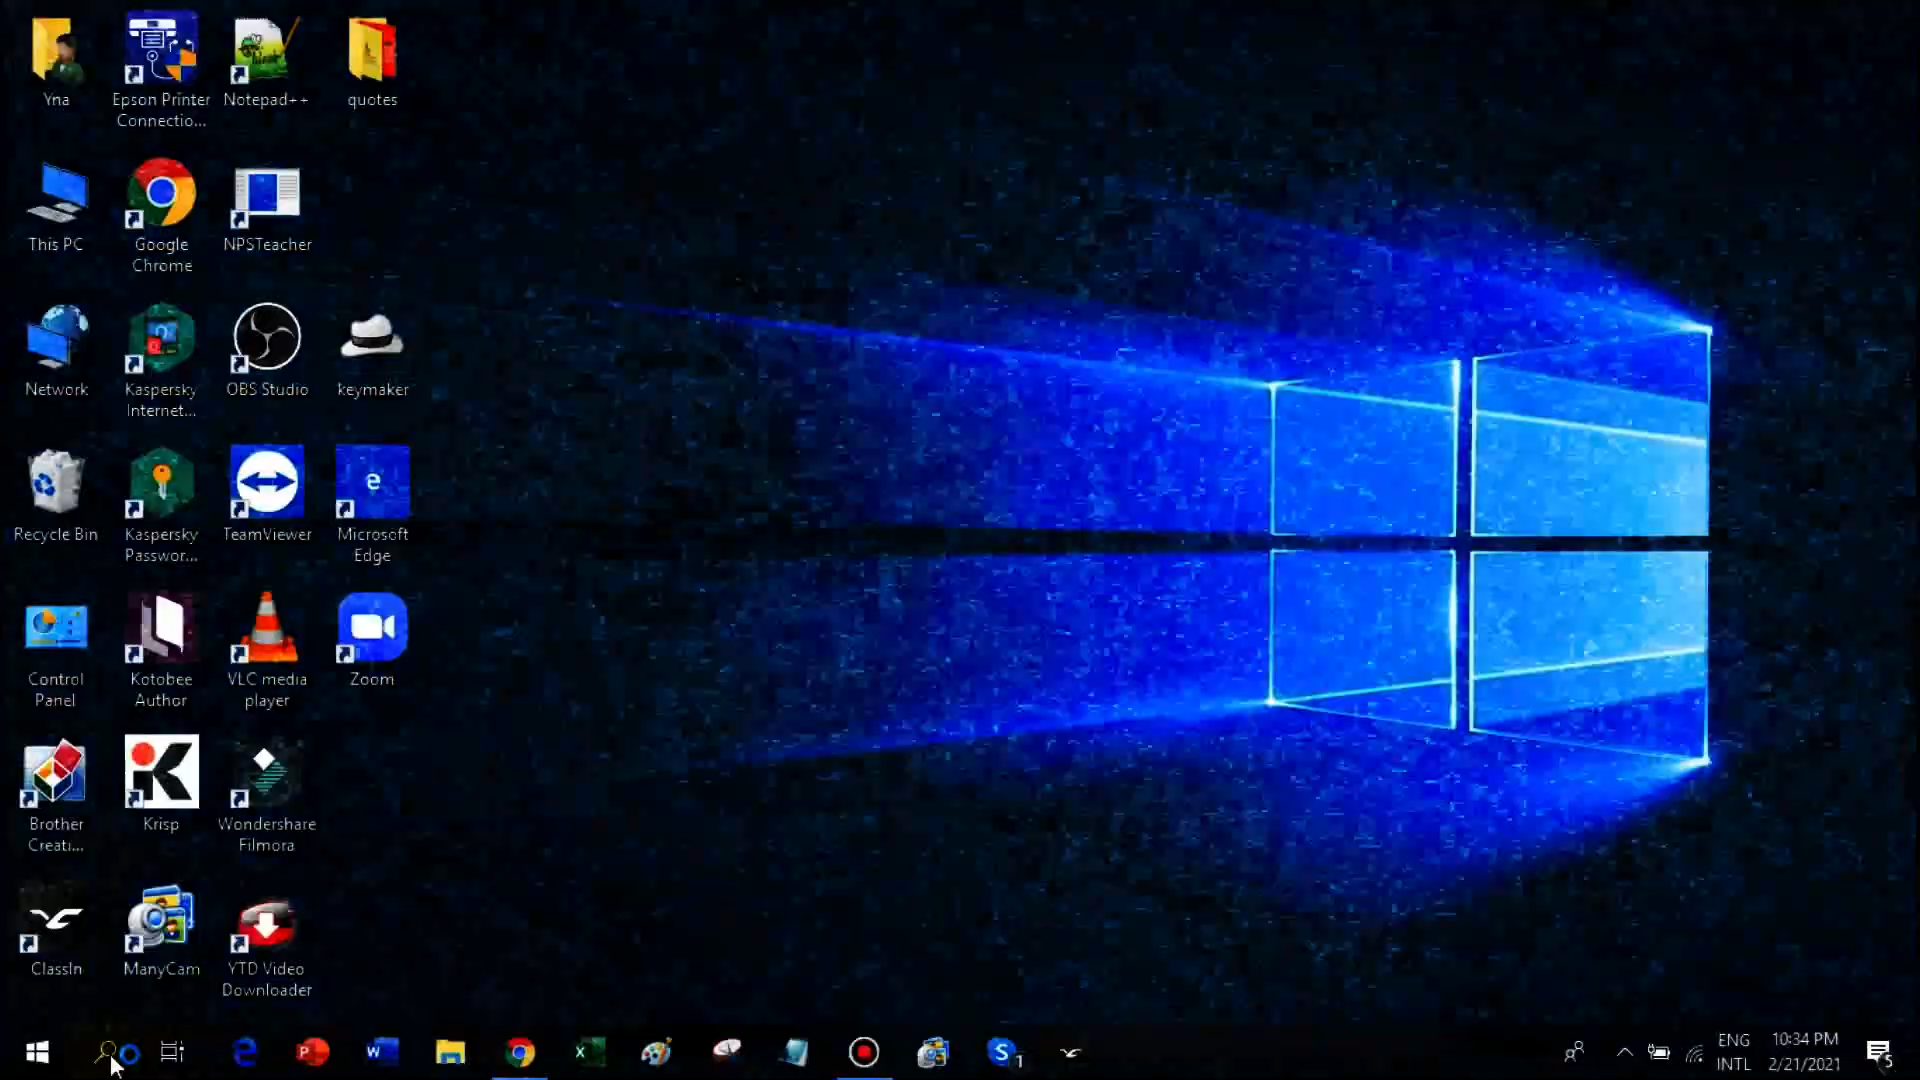 Yna
Epson Printer
Connectio...
Notepad++
quotes
This PC
Google
Chrome
NPSTeacher
Network
Kaspersky
Internet...
OBS Studio
keymaker
Recycle Bin
Kaspersky
Passwor...
TeamViewer
Microsoft
Edge
Control
Panel
Kotobee
Author
VLC media
player
Zoom
Brother
Creati...
Krisp
Wondershare
Filmora
ClassIn
ManyCam
YTD Video
Downloader
ENG
INTL
10:34 PM
2/21/2021
5